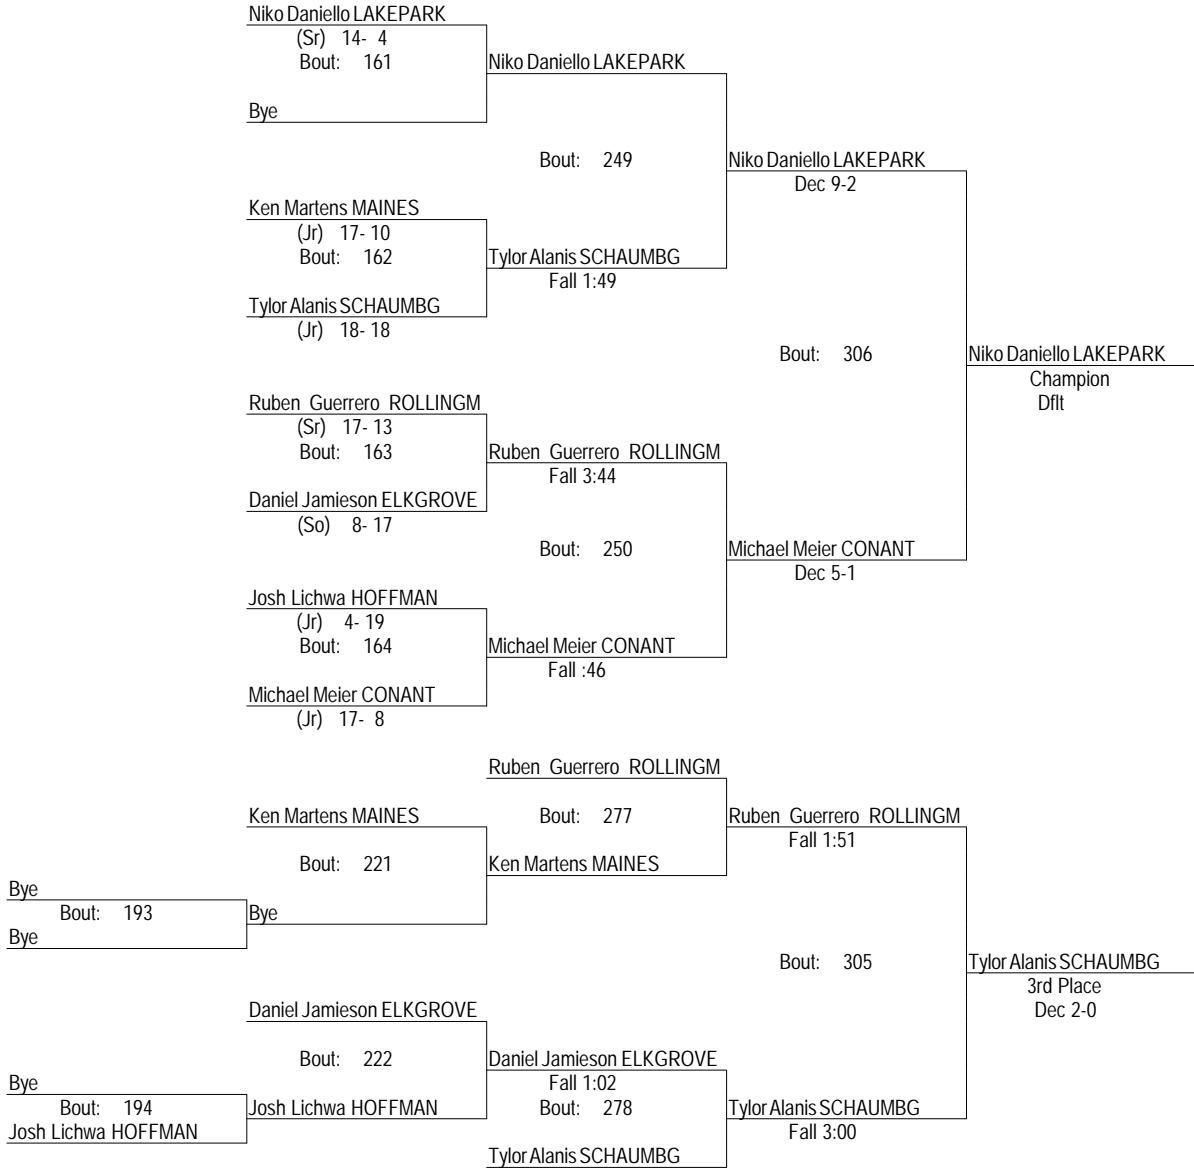 Niko Daniello LAKEPARK
(Sr) 14- 4
Bout: 161
Niko Daniello LAKEPARK
Bye
Bout: 249
Niko Daniello LAKEPARK
Dec 9-2
Ken Martens MAINES
(Jr) 17- 10
Bout: 162
Tylor Alanis SCHAUMBG
Fall 1:49
Tylor Alanis SCHAUMBG
(Jr) 18- 18
Bout: 306
Niko Daniello LAKEPARK
Champion
Dflt
Ruben Guerrero ROLLINGM
(Sr) 17- 13
Bout: 163
Ruben Guerrero ROLLINGM
Fall 3:44
Daniel Jamieson ELKGROVE
(So) 8- 17
Bout: 250
Michael Meier CONANT
Dec 5-1
Josh Lichwa HOFFMAN
(Jr) 4- 19
Bout: 164
Michael Meier CONANT
Fall :46
Michael Meier CONANT
(Jr) 17- 8
Ruben Guerrero ROLLINGM
Ken Martens MAINES
Bout: 277
Ruben Guerrero ROLLINGM
Fall 1:51
Bout: 221
Ken Martens MAINES
Bye
Bout: 193
Bye
Bye
Bout: 305
Tylor Alanis SCHAUMBG
3rd Place
Dec 2-0
Daniel Jamieson ELKGROVE
Bout: 222
Daniel Jamieson ELKGROVE
Fall 1:02
Bye
Bout: 194
Josh Lichwa HOFFMAN
Bout: 278
Tylor Alanis SCHAUMBG
Fall 3:00
Josh Lichwa HOFFMAN
Tylor Alanis SCHAUMBG